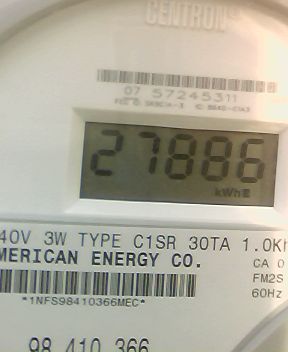 CENTRON
07 57245311
27886
kWh
40V 3W TYPE C1SR 30TA 1.0Kh
MERICAN ENERGY CO.
CA 0
FM2S
*1NFS98410366MEC*
60Hz
98 410 366